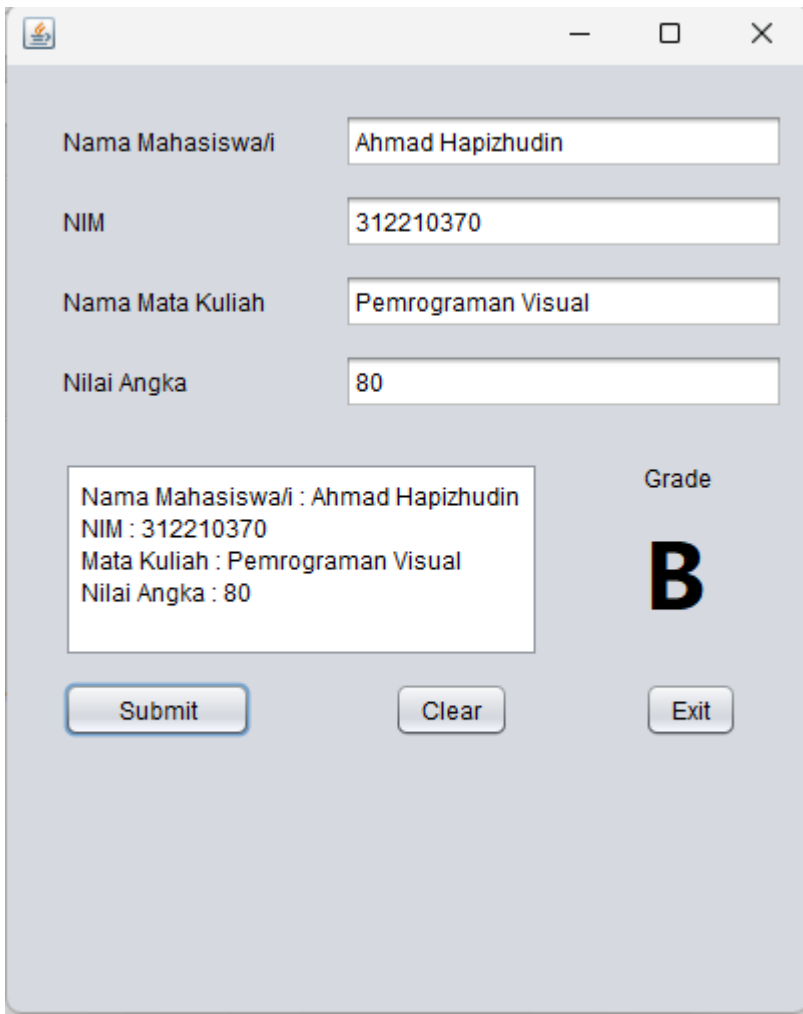 Nama Mahasiswa/i
Ahmad Hapizhudin
NIM
312210370
Nama Mata Kuliah
Pemrograman Visual
Nilai Angka
80
Nama Mahasiswa/i : Ahmad Hapizhudin
NIM : 312210370
Mata Kuliah : Pemrograman Visual
Nilai Angka : 80
Grade
B
Submit
Clear
Exit